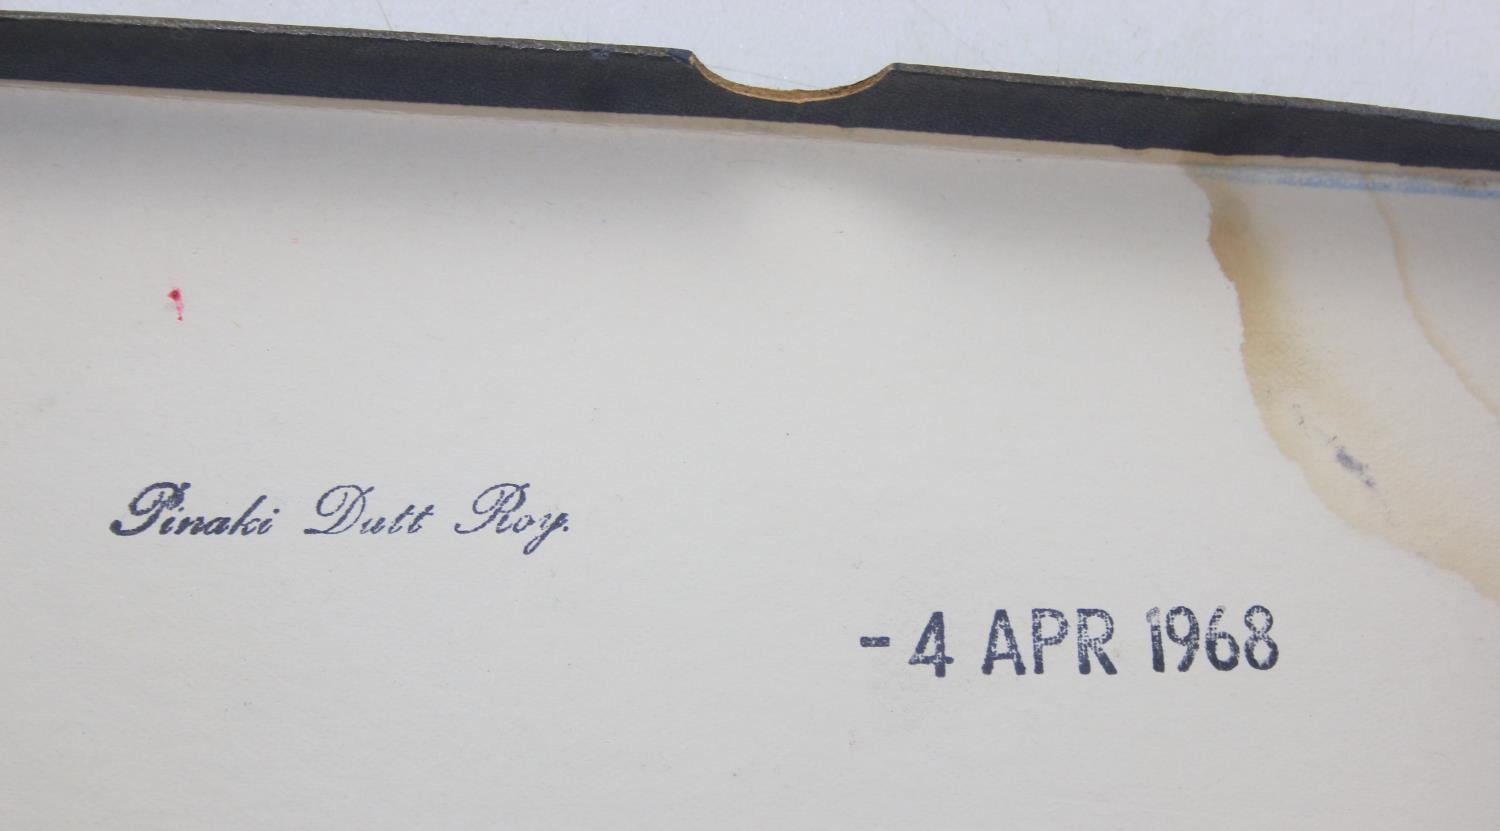 Pinaki Dutt Roy.
- 4 APR 1968